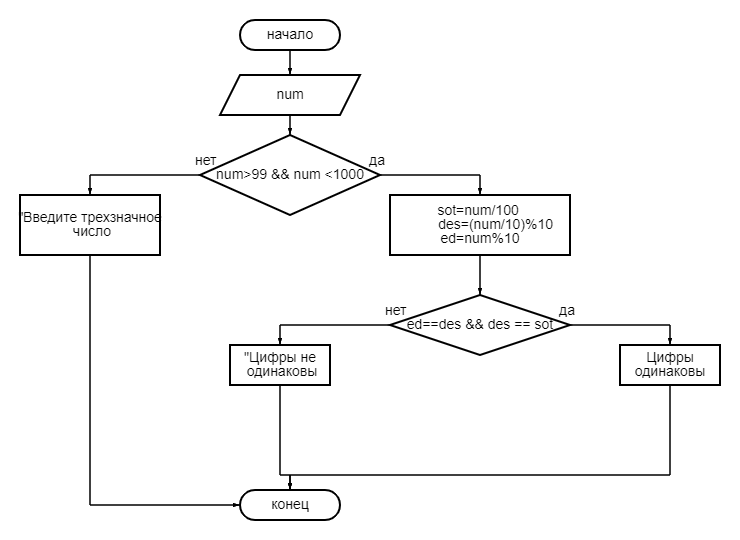 начало
num
нет
да
num>99 && num <1000
"Введите трехзначное
число
sot=num/100
des=(num/10)%10
ed=num%10
нет
да
ed==des && des == sot
"Цифры не
одинаковы
Цифры
одинаковы
конец